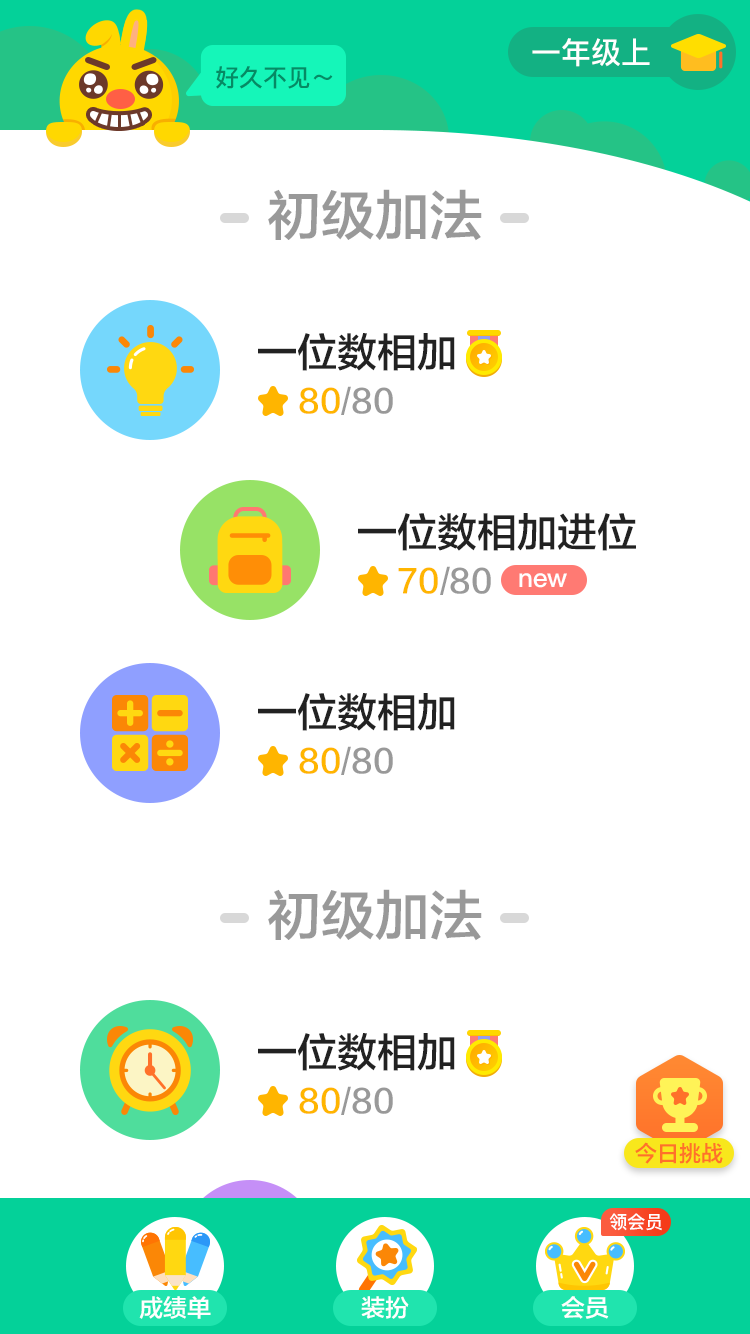 好久不见～
一年级上
初级加法
一位数相加
80/80
一位数相加进位
70/80 new
一位数相加
80/80
初级加法
一位数相加
80/80
今日挑战
领会员
成绩单
装扮
会员